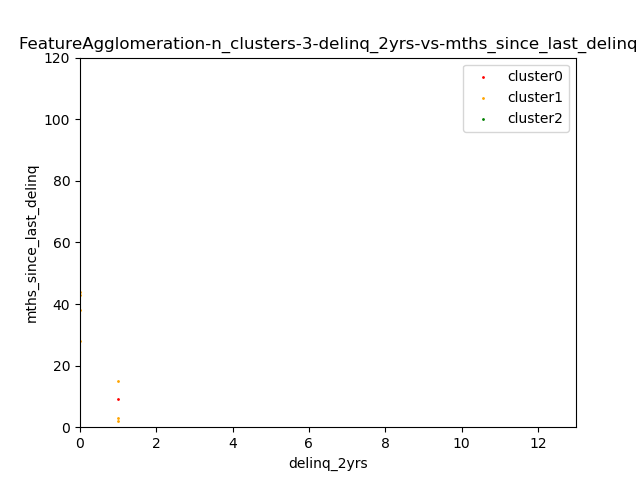 FeatureAgglomeration-n_clusters-3-delinq_2yrs-vs-mths_since_last_delinq
120
100
80
60
40
20
0
mths_since_last_delinq
cluster0
cluster1
cluster2
0 2 4 6 8 10 12
delinq_2yrs